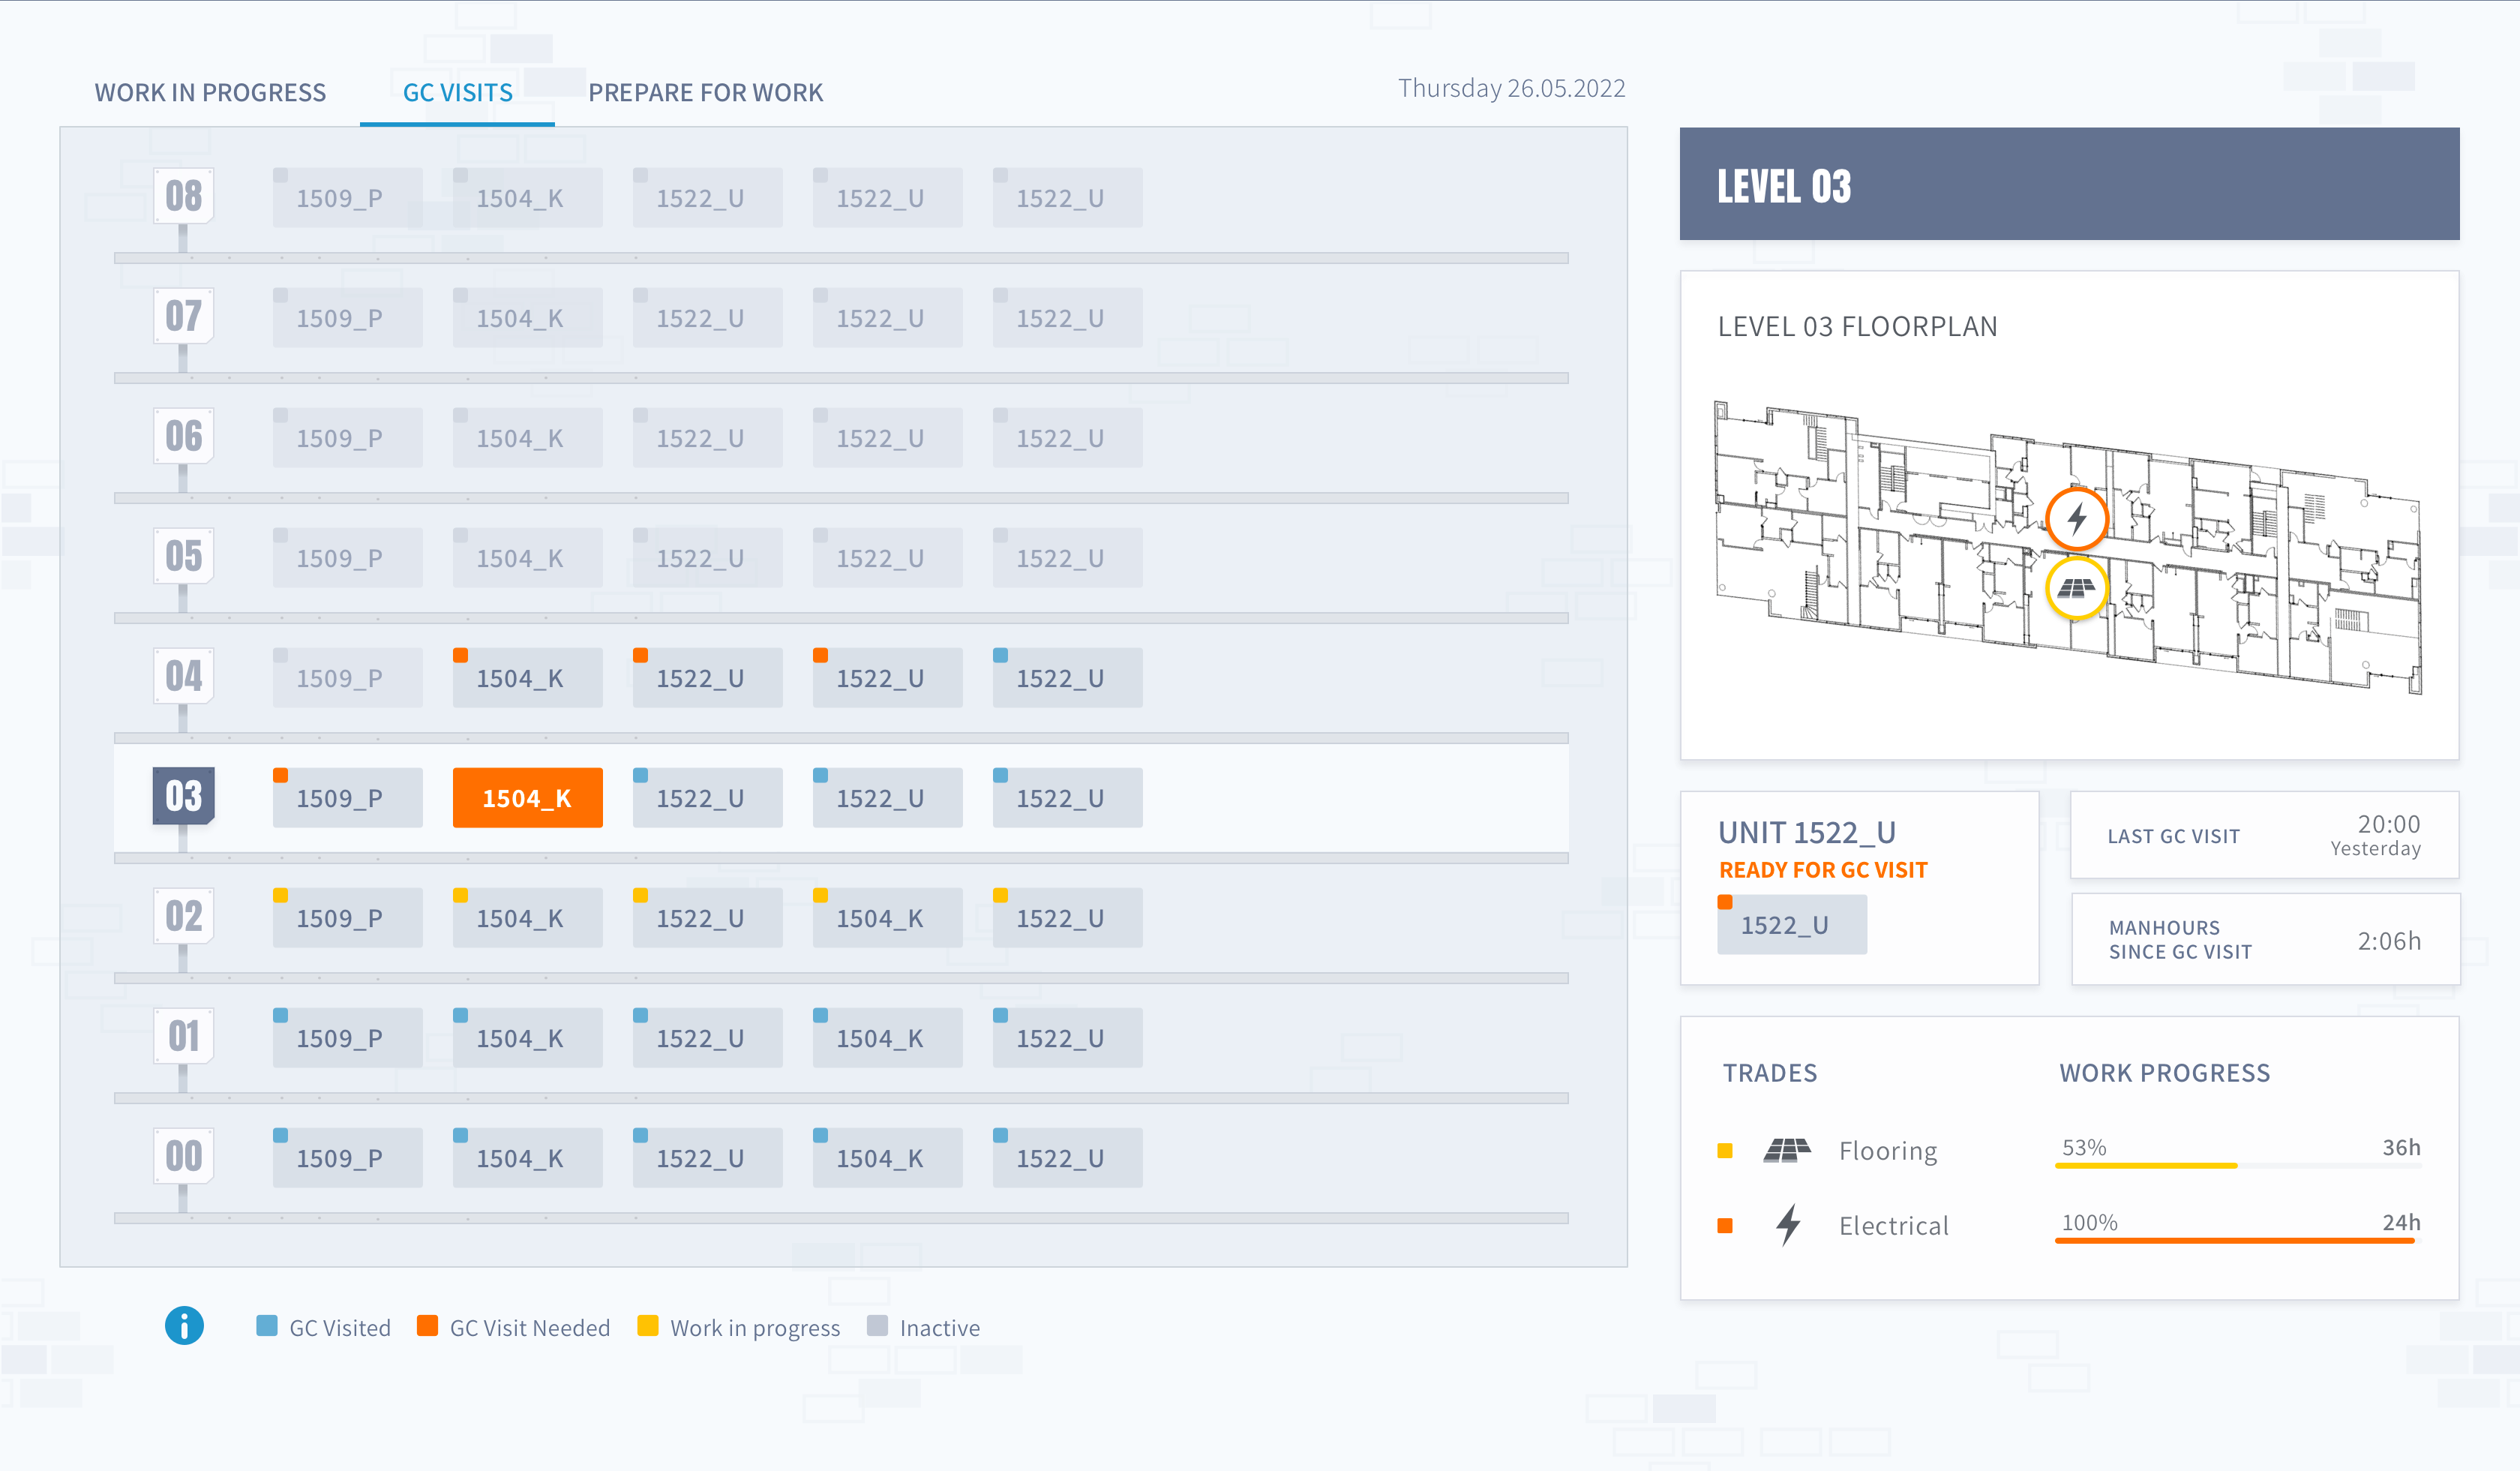 WORK IN PROGRESS GC VISITS PREPARE FOR WORK Thursday 26.05.2022
08 1509_P 1504_K 1522_U 1522_U 1522_U
07 1509_P 1504_K 1522_U 1522_U 1522_U
06 1509_P 1504_K 1522_U 1522_U 1522_U
05 1509_P 1504_K 1522_U 1522_U 1522_U
04 1509_P 1504_K 1522_U 1522_U 1522_U
03 1509_P 1504_K 1522_U 1522_U 1522_U
02 1509_P 1504_K 1522_U 1504_K 1522_U
01 1509_P 1504_K 1522_U 1504_K 1522_U
00 1509_P 1504_K 1522_U 1504_K 1522_U
GC Visited GC Visit Needed Work in progress Inactive
LEVEL 03
LEVEL 03 FLOORPLAN
UNIT 1522_U
READY FOR GC VISIT
1522_U
LAST GC VISIT 20:00
Yesterday
MANHOURS
SINCE GC VISIT 2:06h
TRADES WORK PROGRESS
Flooring 53% 36h
Electrical 100% 24h